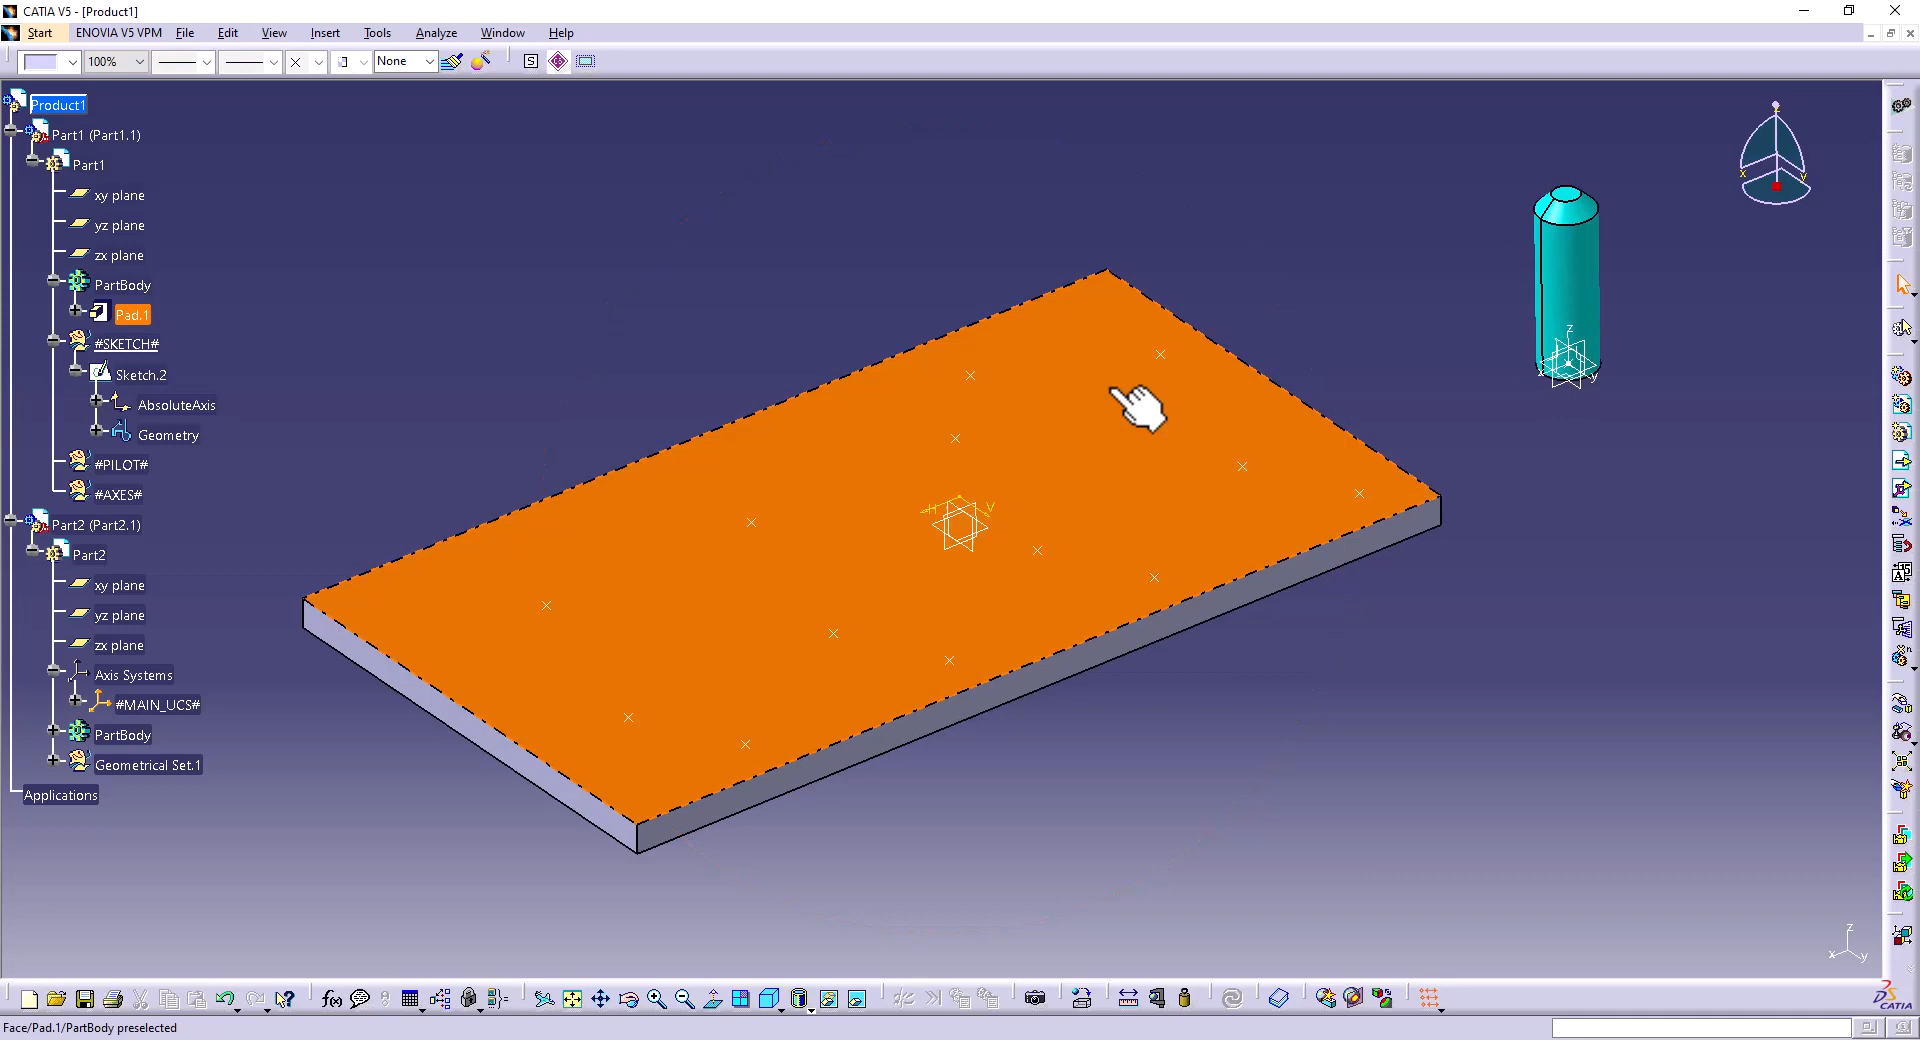 CATIA V5 - [Product1]
Start ENOVIA V5 VPM File Edit View Insert Tools Analyze Window Help
100% None S
Product1
Part1 (Part1.1)
Part1
xy plane
yz plane
zx plane
PartBody
Pad.1
#SKETCH#
Sketch.2
AbsoluteAxis
Geometry
#PILOT#
#AXES#
Part2 (Part2.1)
Part2
xy plane
yz plane
zx plane
Axis Systems
#MAIN_UCS#
PartBody
Geometrical Set.1
Applications
H V
z
x y
z
x y
z
x y
f(x)
CATIA
Face/Pad.1/PartBody preselected